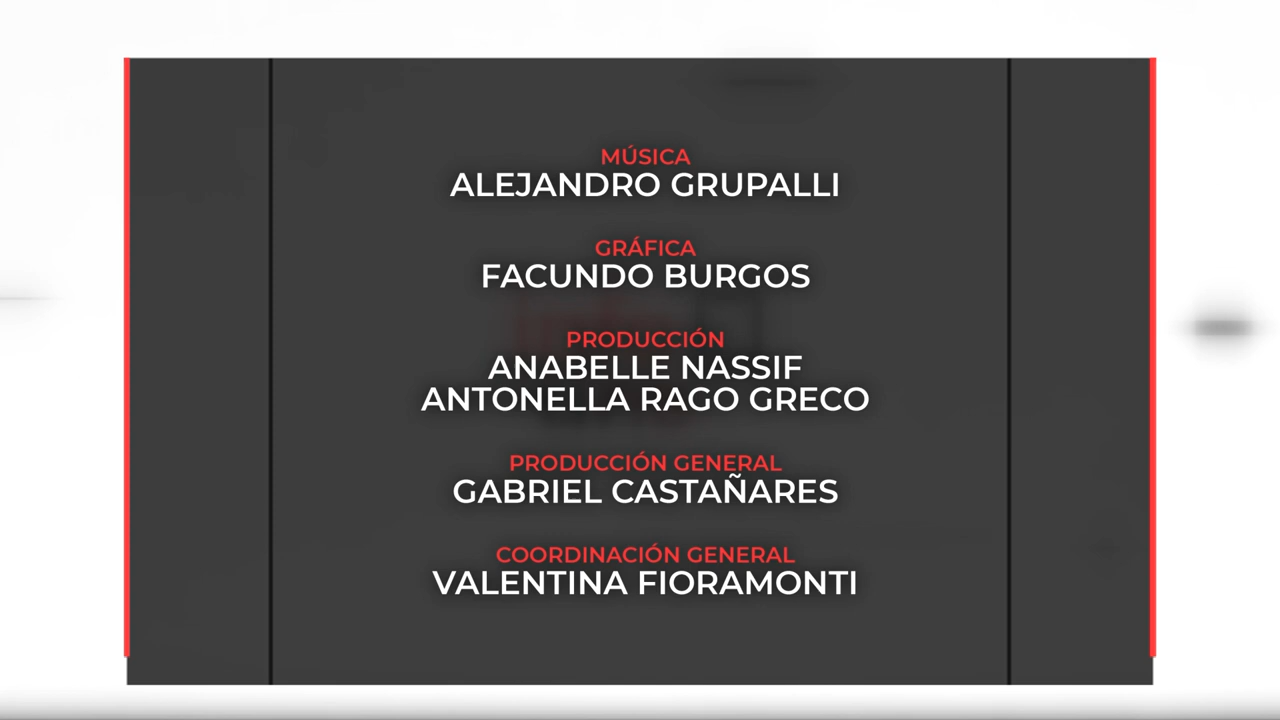 MÚSICA
ALEJANDRO GRUPALLI
GRÁFICA
FACUNDO BURGOS
PRODUCCIÓN
ANABELLE NASSIF
ANTONELLA RAGO GRECO
PRODUCCIÓN GENERAL
GABRIEL CASTAÑARES
COORDINACIÓN GENERAL
VALENTINA FIORAMONTI